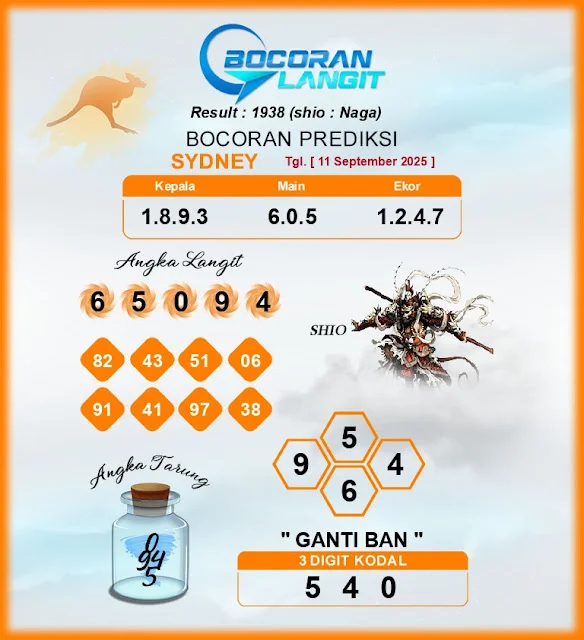 BOCORAN
LANGIT
Result : 1938 (shio : Naga)
BOCORAN PREDIKSI
SYDNEY Tgl. [ 11 September 2025 ]
Kepala Main Ekor
1.8.9.3 6.0.5 1.2.4.7
Angka Langit
6 5 0 9 4
SHIO
82 43 51 06
91 41 97 38
5
9 4
6
Angka Tarung
0
94
5
" GANTI BAN "
3 DIGIT KODAL
5 4 0